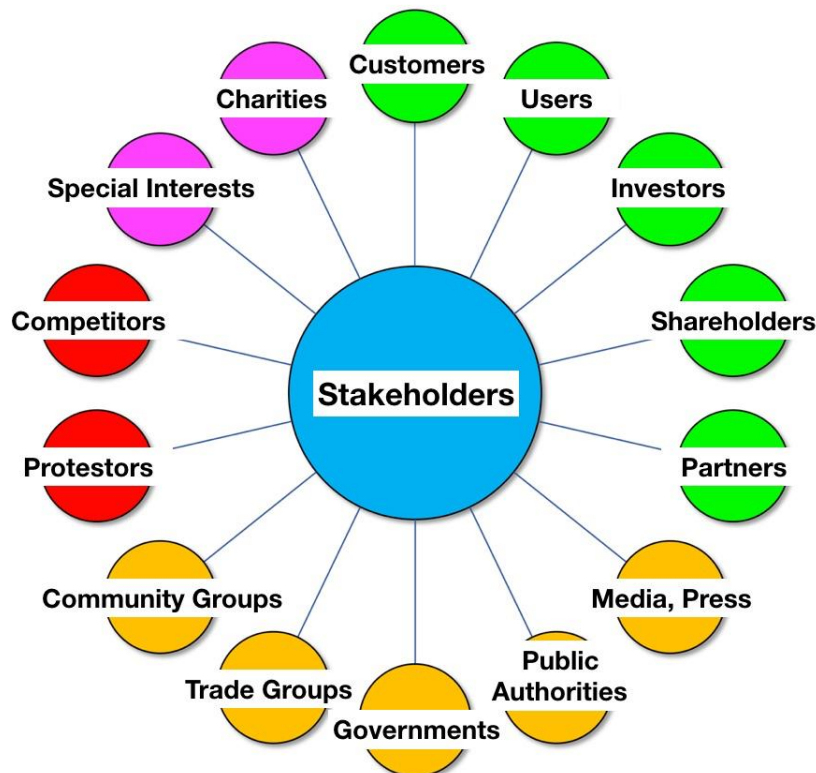 Customers
Users
Investors
Shareholders
Partners
Media, Press
Public
Authorities
Governments
Trade Groups
Community Groups
Protestors
Competitors
Special Interests
Charities
Stakeholders